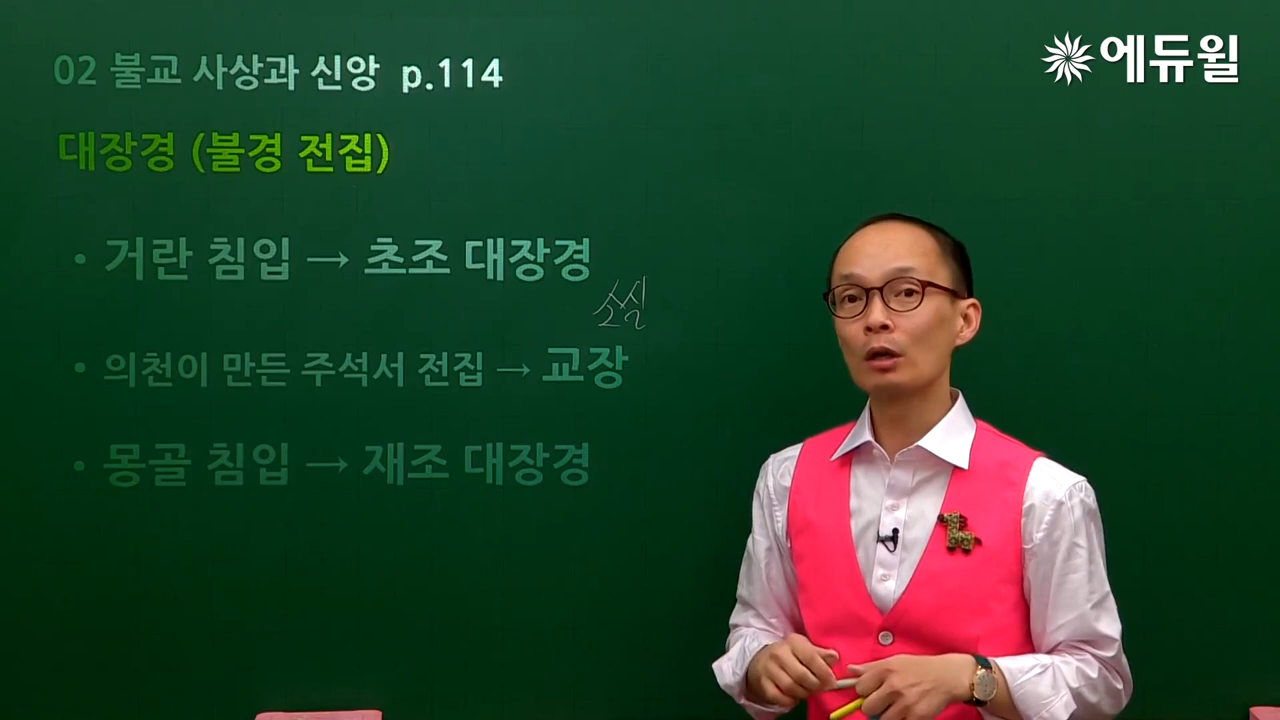 02 불교 사상과 신앙 p.114
에듀윌
대장경 (불경 전집)
• 거란 침입 → 초조 대장경
소실
• 의천이 만든 주석서 전집 → 교장
• 몽골 침입 → 재조 대장경